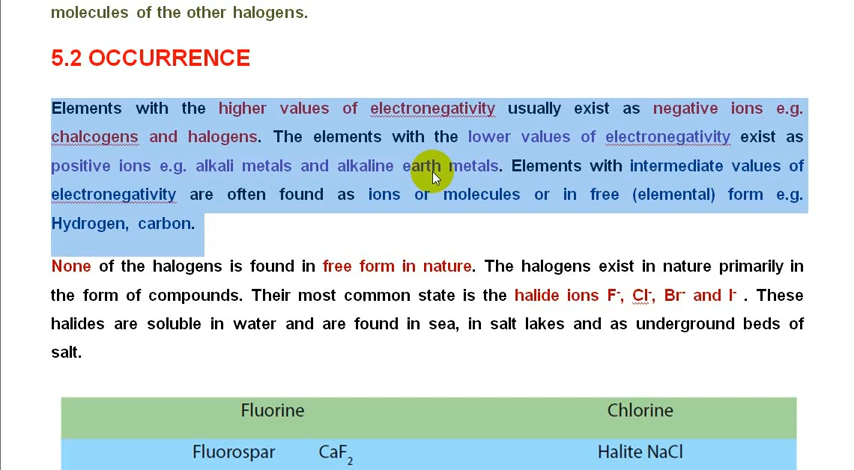 molecules of the other halogens.
5.2 OCCURRENCE
Elements with the higher values of electronegativity usually exist as negative ions e.g.
chalcogens and halogens. The elements with the lower values of electronegativity exist as
positive ions e.g. alkali metals and alkaline earth metals. Elements with intermediate values of
electronegativity are often found as ions or molecules or in free (elemental) form e.g.
Hydrogen, carbon.
None of the halogens is found in free form in nature. The halogens exist in nature primarily in
the form of compounds. Their most common state is the halide ions F⁻, Cl⁻, Br⁻ and I⁻ . These
halides are soluble in water and are found in sea, in salt lakes and as underground beds of
salt.
Fluorine Chlorine
Fluorospar CaF₂ Halite NaCl